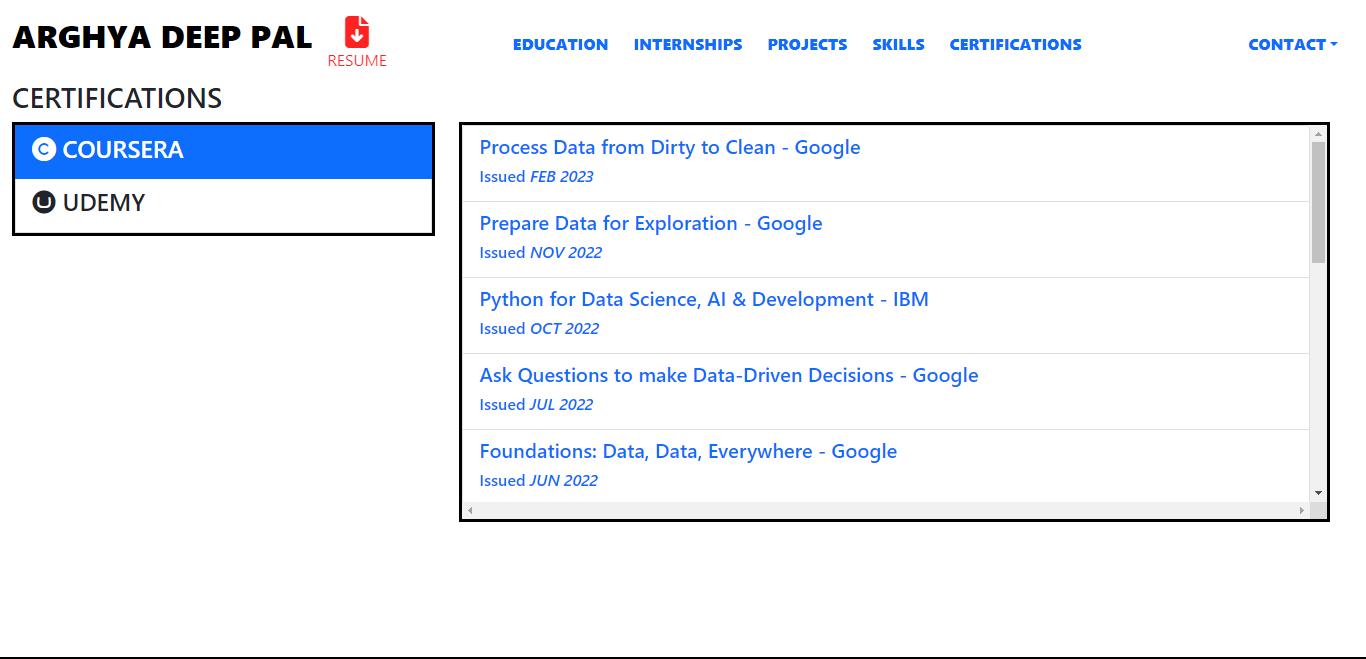 ARGHYA DEEP PAL
RESUME
EDUCATION INTERNSHIPS PROJECTS SKILLS CERTIFICATIONS CONTACT
CERTIFICATIONS
C COURSERA
UDEMY
Process Data from Dirty to Clean - Google
Issued FEB 2023
Prepare Data for Exploration - Google
Issued NOV 2022
Python for Data Science, AI & Development - IBM
Issued OCT 2022
Ask Questions to make Data-Driven Decisions - Google
Issued JUL 2022
Foundations: Data, Data, Everywhere - Google
Issued JUN 2022